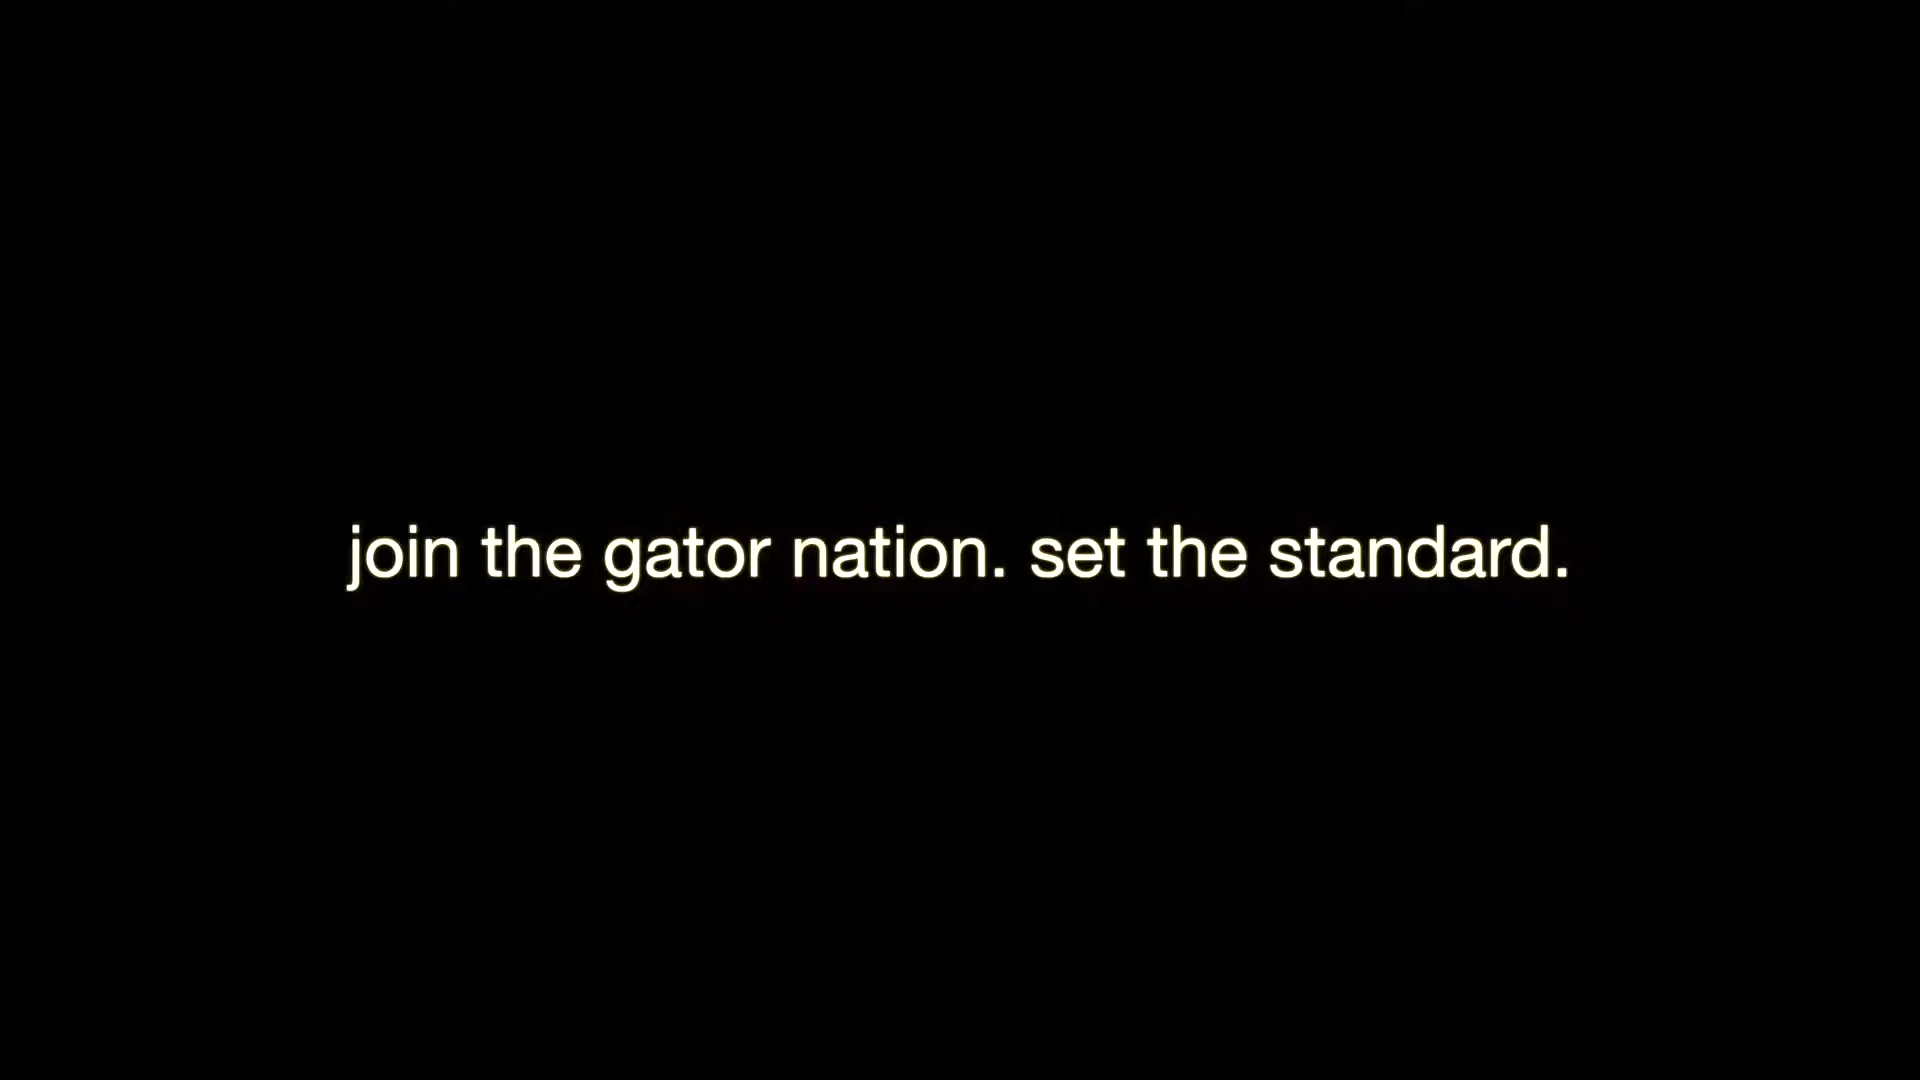 join the gator nation. set the standard.